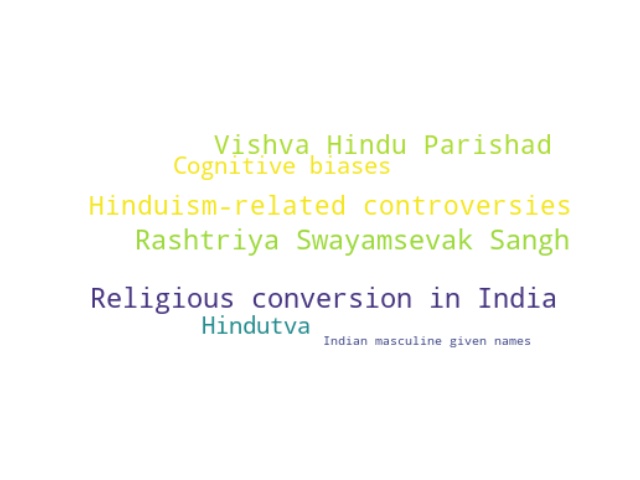 Vishva Hindu Parishad
Cognitive biases
Hinduism-related controversies
Rashtriya Swayamsevak Sangh
Religious conversion in India
Hindutva
Indian masculine given names